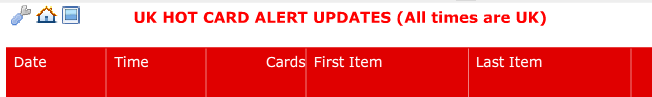 UK HOT CARD ALERT UPDATES (All times are UK)
Date Time Cards First Item Last Item